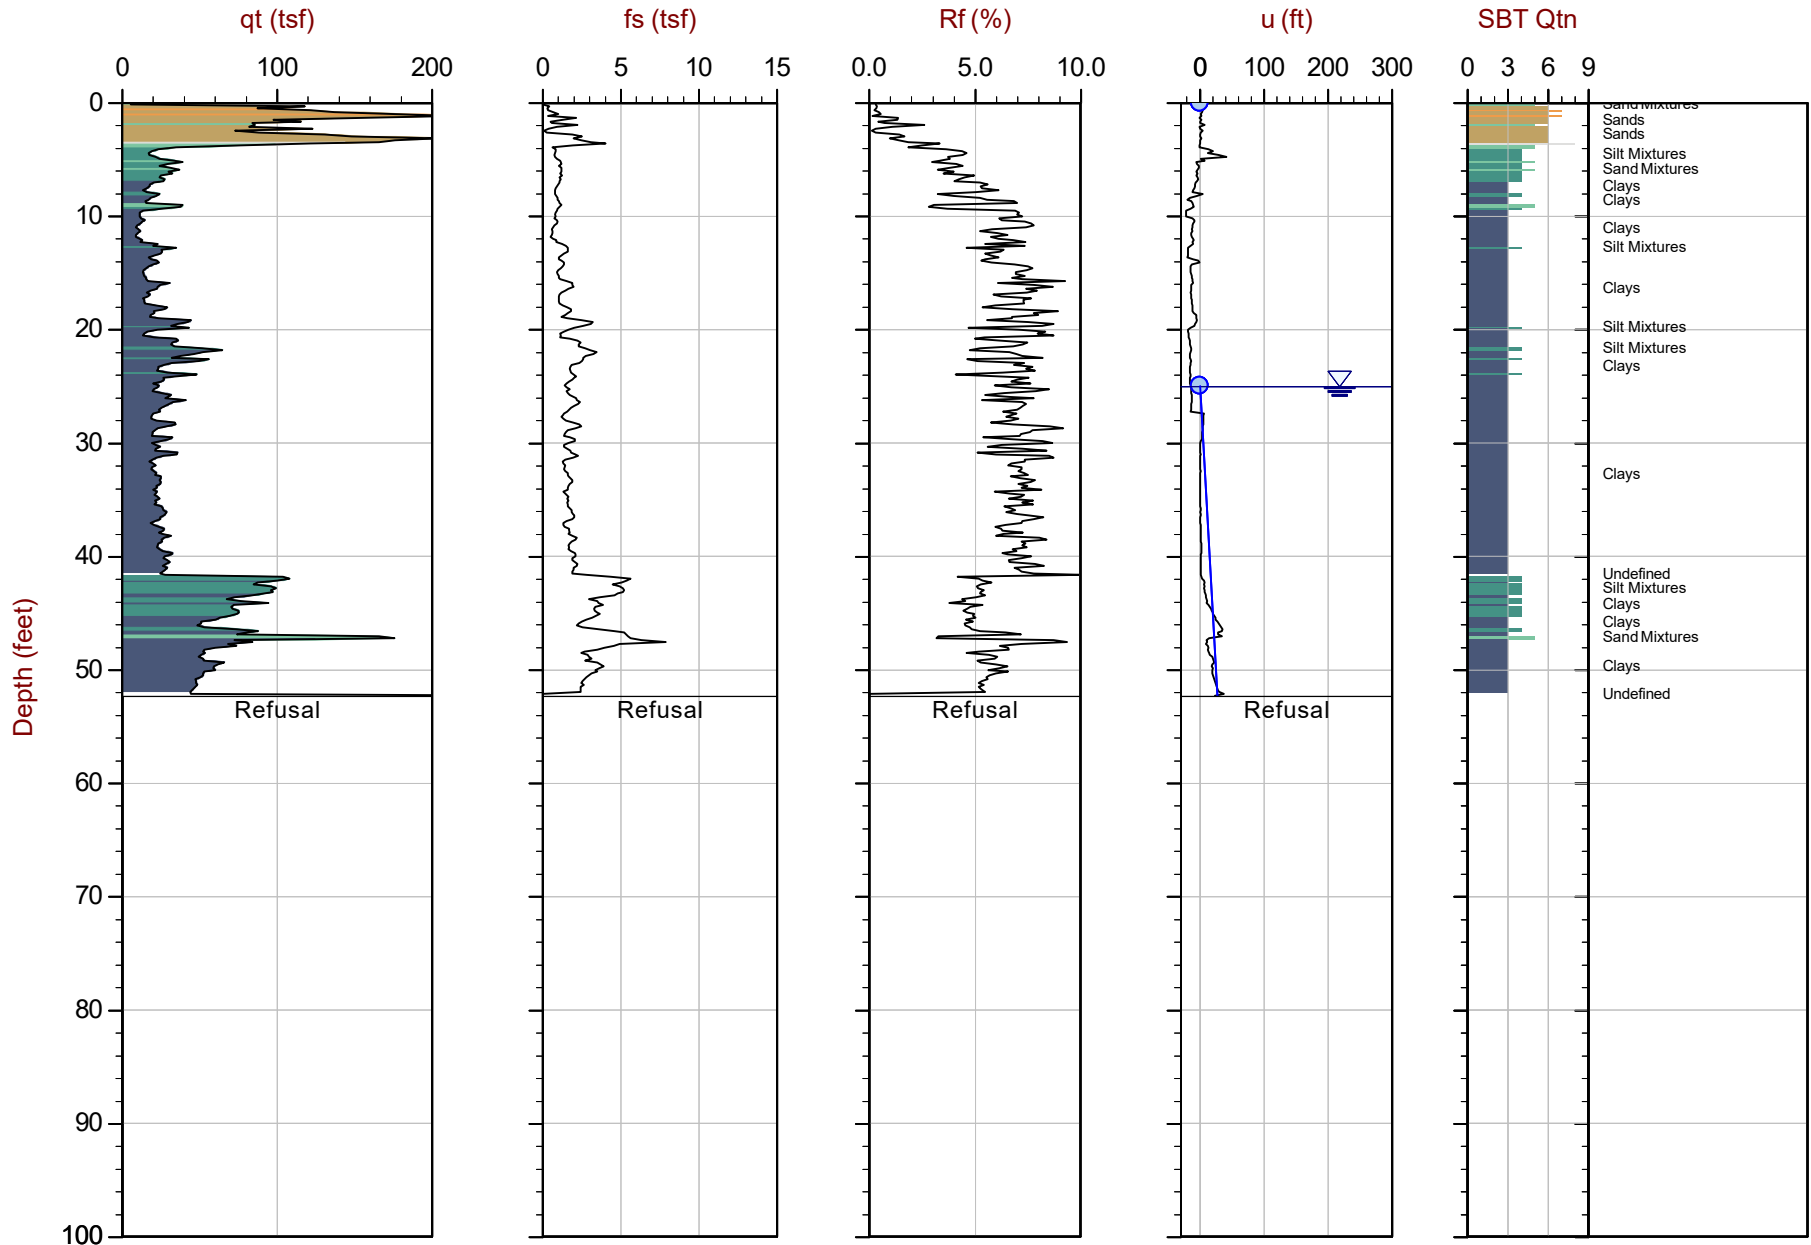 qt (tsf) fs (tsf) Rf (%) u (ft) SBT Qtn
0 100 200 0 5 10 15 0.0 5.0 10.0 0 100 200 300 0 3 6 9
0
10
20
30
40
50
60
70
80
90
100
Depth (feet)
Sand Mixtures
Sands
Sands
Silt Mixtures
Sand Mixtures
Clays
Clays
Clays
Silt Mixtures
Clays
Silt Mixtures
Silt Mixtures
Clays
Clays
Undefined
Silt Mixtures
Clays
Clays
Sand Mixtures
Clays
Undefined
Refusal Refusal Refusal Refusal